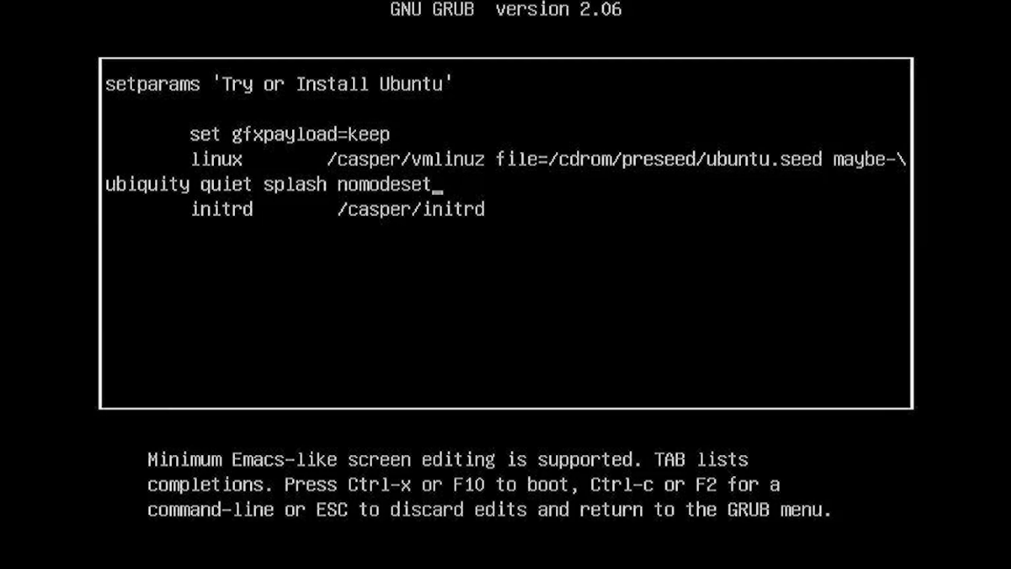 GNU GRUB version 2.06
setparams 'Try or Install Ubuntu'
set gfxpayload=keep
linux /casper/vmlinuz file=/cdrom/preseed/ubuntu.seed maybe-\
ubiquity quiet splash nomodeset_
initrd /casper/initrd
Minimum Emacs-like screen editing is supported. TAB lists
completions. Press Ctrl-x or F10 to boot, Ctrl-c or F2 for a
command-line or ESC to discard edits and return to the GRUB menu.